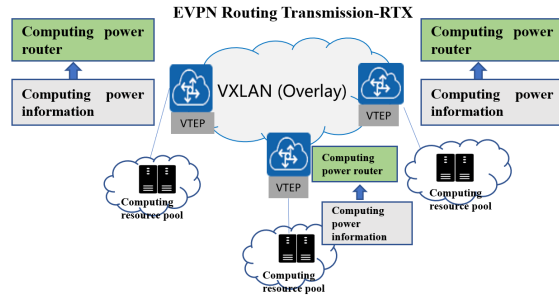 EVPN Routing Transmission-RTX
Computing power
router
Computing power
information
VXLAN (Overlay)
VTEP
VTEP
VTEP
Computing power
router
Computing power
information
Computing
power router
Computing
power
information
Computing
resource pool
Computing
resource pool
Computing
resource pool